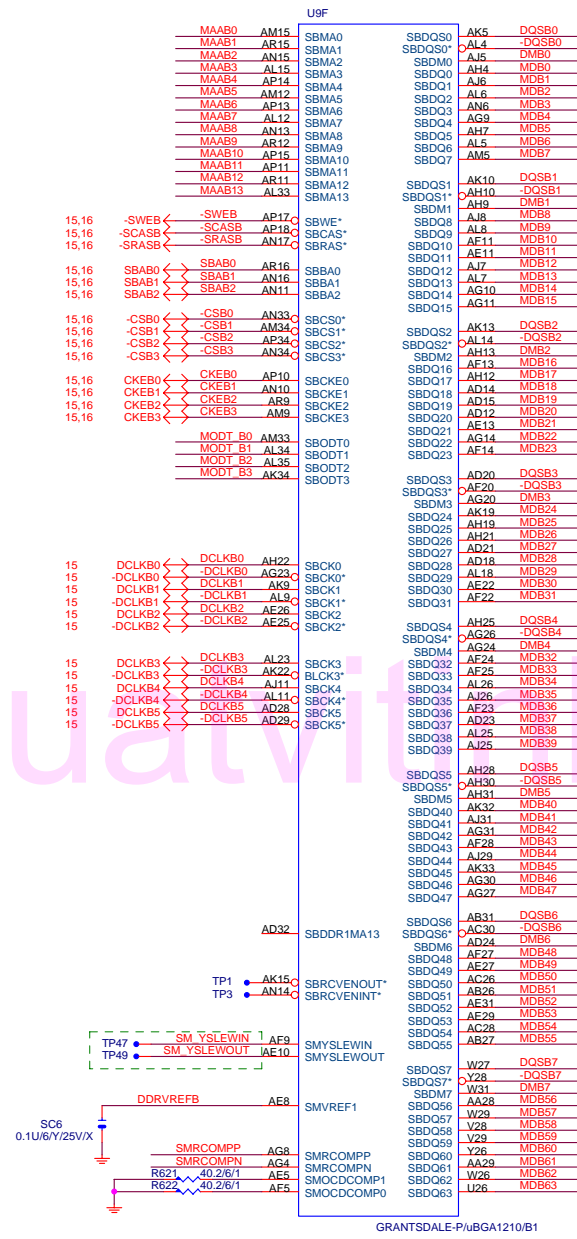 U9F
MAAB0 AM15 SBMA0
MAAB1 AR15 SBMA1
MAAB2 AN15 SBMA2
MAAB3 AL15 SBMA3
MAAB4 AP14 SBMA4
MAAB5 AM12 SBMA5
MAAB6 AP13 SBMA6
MAAB7 AL12 SBMA7
MAAB8 AN13 SBMA8
MAAB9 AR12 SBMA9
MAAB10 AP15 SBMA10
MAAB11 AP11 SBMA11
MAAB12 AR11 SBMA12
MAAB13 AL33 SBMA13
15,16 -SWEB -SWEB AP17 SBWE*
15,16 -SCASB -SCASB AP18 SBCAS*
15,16 -SRASB -SRASB AN17 SBRAS*
15,16 SBAB0 SBAB0 AR16 SBBA0
15,16 SBAB1 SBAB1 AN16 SBBA1
15,16 SBAB2 SBAB2 AN11 SBBA2
15,16 -CSB0 -CSB0 AN33 SBCS0*
15,16 -CSB1 -CSB1 AM34 SBCS1*
15,16 -CSB2 -CSB2 AP34 SBCS2*
15,16 -CSB3 -CSB3 AN34 SBCS3*
15,16 CKEB0 CKEB0 AP10 SBCKE0
15,16 CKEB1 CKEB1 AN10 SBCKE1
15,16 CKEB2 CKEB2 AR9 SBCKE2
15,16 CKEB3 CKEB3 AM9 SBCKE3
MODT_B0 AM33 SBODT0
MODT_B1 AL34 SBODT1
MODT_B2 AL35 SBODT2
MODT_B3 AK34 SBODT3
15 DCLKB0 DCLKB0 AH22 SBCK0
15 -DCLKB0 -DCLKB0 AG23 SBCK0*
15 DCLKB1 DCLKB1 AK9 SBCK1
15 -DCLKB1 -DCLKB1 AL9 SBCK1*
15 DCLKB2 DCLKB2 AE26 SBCK2
15 -DCLKB2 -DCLKB2 AE25 SBCK2*
15 DCLKB3 DCLKB3 AL23 SBCK3
15 -DCLKB3 -DCLKB3 AK22 BLCK3*
15 DCLKB4 DCLKB4 AJ11 SBCK4
15 -DCLKB4 -DCLKB4 AL11 SBCK4*
15 DCLKB5 DCLKB5 AD28 SBCK5
15 -DCLKB5 -DCLKB5 AD29 SBCK5*
AD32 SBDDR1MA13
TP1 AK15 SBRCVENOUT*
TP3 AN14 SBRCVENINT*
TP47 SM_YSLEWIN AF9 SMYSLEWIN
TP49 SM_YSLEWOUT AE10 SMYSLEWOUT
DDRVREFB AE8 SMVREF1
SC6
0.1U/6/Y/25V/X
SMRCOMPP AG8 SMRCOMPP
SMRCOMPN AG4 SMRCOMPN
R621 40.2/6/1 AE5 SMOCDCOMP1
R622 40.2/6/1 AF5 SMOCDCOMP0
SBDQS0 AK5 DQSB0
SBDQS0* AL4 -DQSB0
SBDM0 AJ5 DMB0
SBDQ0 AH4 MDB0
SBDQ1 AJ6 MDB1
SBDQ2 AL6 MDB2
SBDQ3 AN6 MDB3
SBDQ4 AG9 MDB4
SBDQ5 AH7 MDB5
SBDQ6 AL5 MDB6
SBDQ7 AM5 MDB7
SBDQS1 AK10 DQSB1
SBDQS1* AH10 -DQSB1
SBDM1 AH9 DMB1
SBDQ8 AJ8 MDB8
SBDQ9 AL8 MDB9
SBDQ10 AF11 MDB10
SBDQ11 AE11 MDB11
SBDQ12 AJ7 MDB12
SBDQ13 AL7 MDB13
SBDQ14 AG10 MDB14
SBDQ15 AG11 MDB15
SBDQS2 AK13 DQSB2
SBDQS2* AL14 -DQSB2
SBDM2 AH13 DMB2
SBDQ16 AF13 MDB16
SBDQ17 AH12 MDB17
SBDQ18 AD14 MDB18
SBDQ19 AD15 MDB19
SBDQ20 AD12 MDB20
SBDQ21 AE13 MDB21
SBDQ22 AG14 MDB22
SBDQ23 AF14 MDB23
SBDQS3 AD20 DQSB3
SBDQS3* AF20 -DQSB3
SBDM3 AG20 DMB3
SBDQ24 AK19 MDB24
SBDQ25 AH19 MDB25
SBDQ26 AH21 MDB26
SBDQ27 AD21 MDB27
SBDQ28 AD18 MDB28
SBDQ29 AL18 MDB29
SBDQ30 AE22 MDB30
SBDQ31 AF22 MDB31
SBDQS4 AH25 DQSB4
SBDQS4* AG26 -DQSB4
SBDM4 AG24 DMB4
SBDQ32 AF24 MDB32
SBDQ33 AF25 MDB33
SBDQ34 AL26 MDB34
SBDQ35 AJ26 MDB35
SBDQ36 AF23 MDB36
SBDQ37 AD23 MDB37
SBDQ38 AL25 MDB38
SBDQ39 AJ25 MDB39
SBDQS5 AH28 DQSB5
SBDQS5* AH30 -DQSB5
SBDM5 AH31 DMB5
SBDQ40 AK32 MDB40
SBDQ41 AJ31 MDB41
SBDQ42 AG31 MDB42
SBDQ43 AF28 MDB43
SBDQ44 AJ29 MDB44
SBDQ45 AK33 MDB45
SBDQ46 AG30 MDB46
SBDQ47 AG27 MDB47
SBDQS6 AB31 DQSB6
SBDQS6* AC30 -DQSB6
SBDM6 AD24 DMB6
SBDQ48 AF27 MDB48
SBDQ49 AE27 MDB49
SBDQ50 AC26 MDB50
SBDQ51 AB26 MDB51
SBDQ52 AE31 MDB52
SBDQ53 AE29 MDB53
SBDQ54 AC28 MDB54
SBDQ55 AB27 MDB55
SBDQS7 W27 DQSB7
SBDQS7* Y28 -DQSB7
SBDM7 W31 DMB7
SBDQ56 AA28 MDB56
SBDQ57 W29 MDB57
SBDQ58 V28 MDB58
SBDQ59 V29 MDB59
SBDQ60 Y26 MDB60
SBDQ61 AA29 MDB61
SBDQ62 W26 MDB62
SBDQ63 U26 MDB63
GRANTSDALE-P/uBGA1210/B1